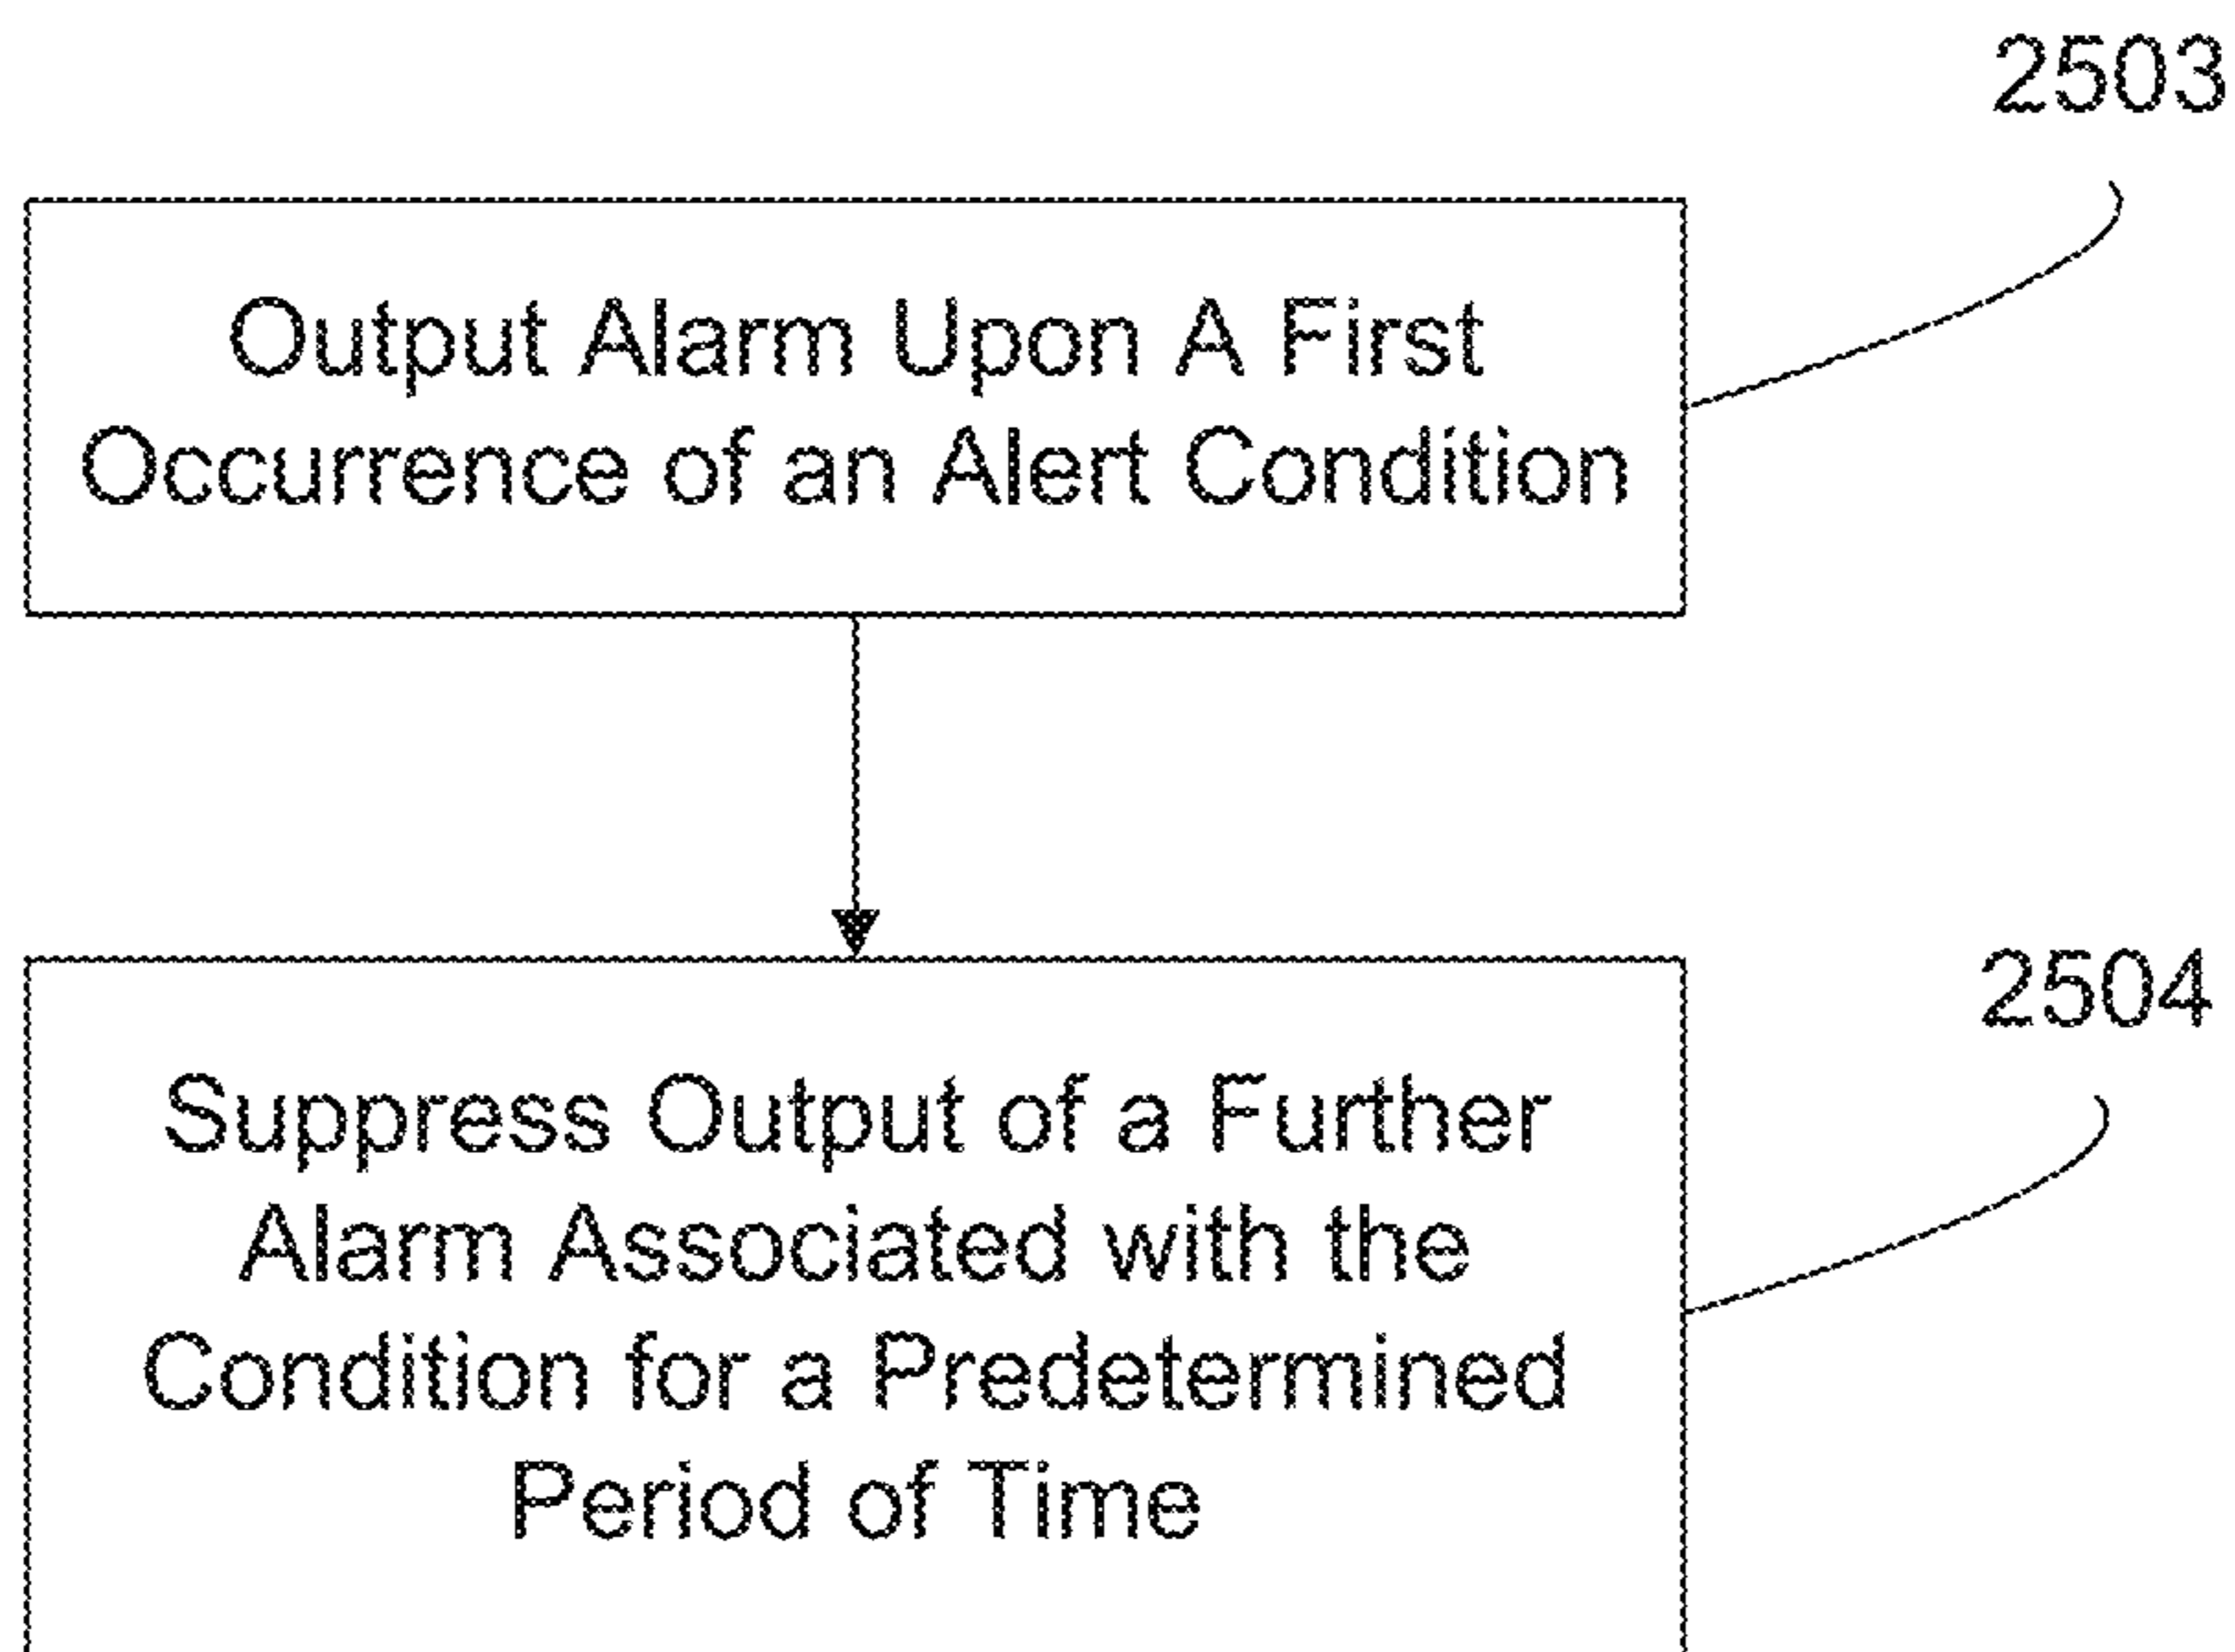 2503
Output Alarm Upon A First
Occurrence of an Alert Condition
2504
Suppress Output of a Further
Alarm Associated with the
Condition for a Predetermined
Period of Time